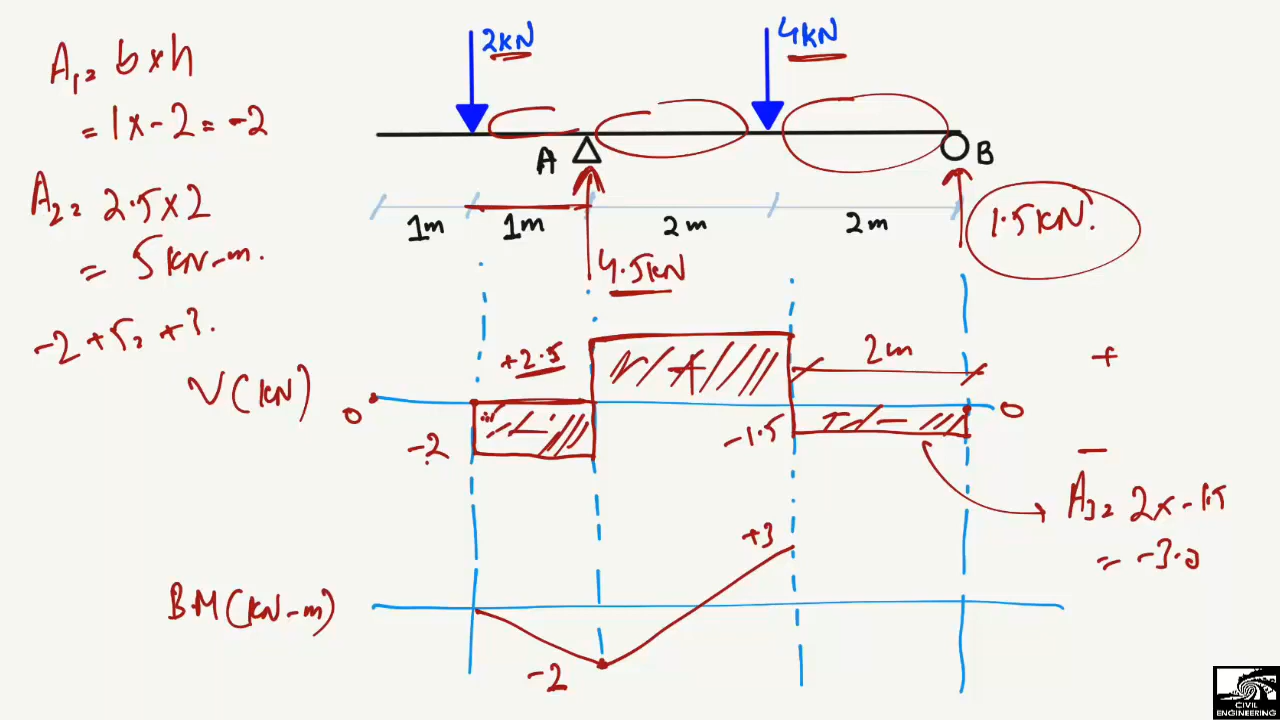 2kN
4kN
A₁= b×h
= 1×-2 = -2
A
B
A₂= 2.5×2
= 5kN-m.
1m
1m
2m
2m
1.5kN.
4.5kN
-2+5= +3.
V(kN)
+2.5
2m
+
0
0
-2
-1.5
-
A₃= 2×-1.5
= -3.0
+3
BM(kN-m)
-2
CIVIL
ENGINEERING